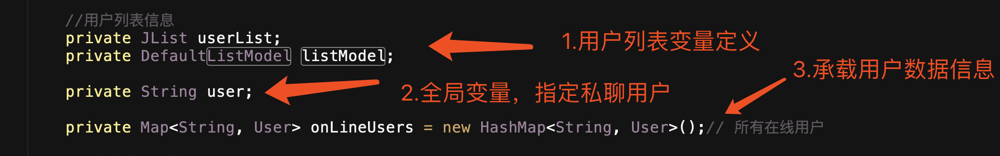 //用户列表信息
private JList userList;
1.用户列表变量定义
private DefaultListModel listModel;
3.承载用户数据信息
private String user;
2.全局变量，指定私聊用户
private Map<String, User> onLineUsers = new HashMap<String, User>();// 所有在线用户